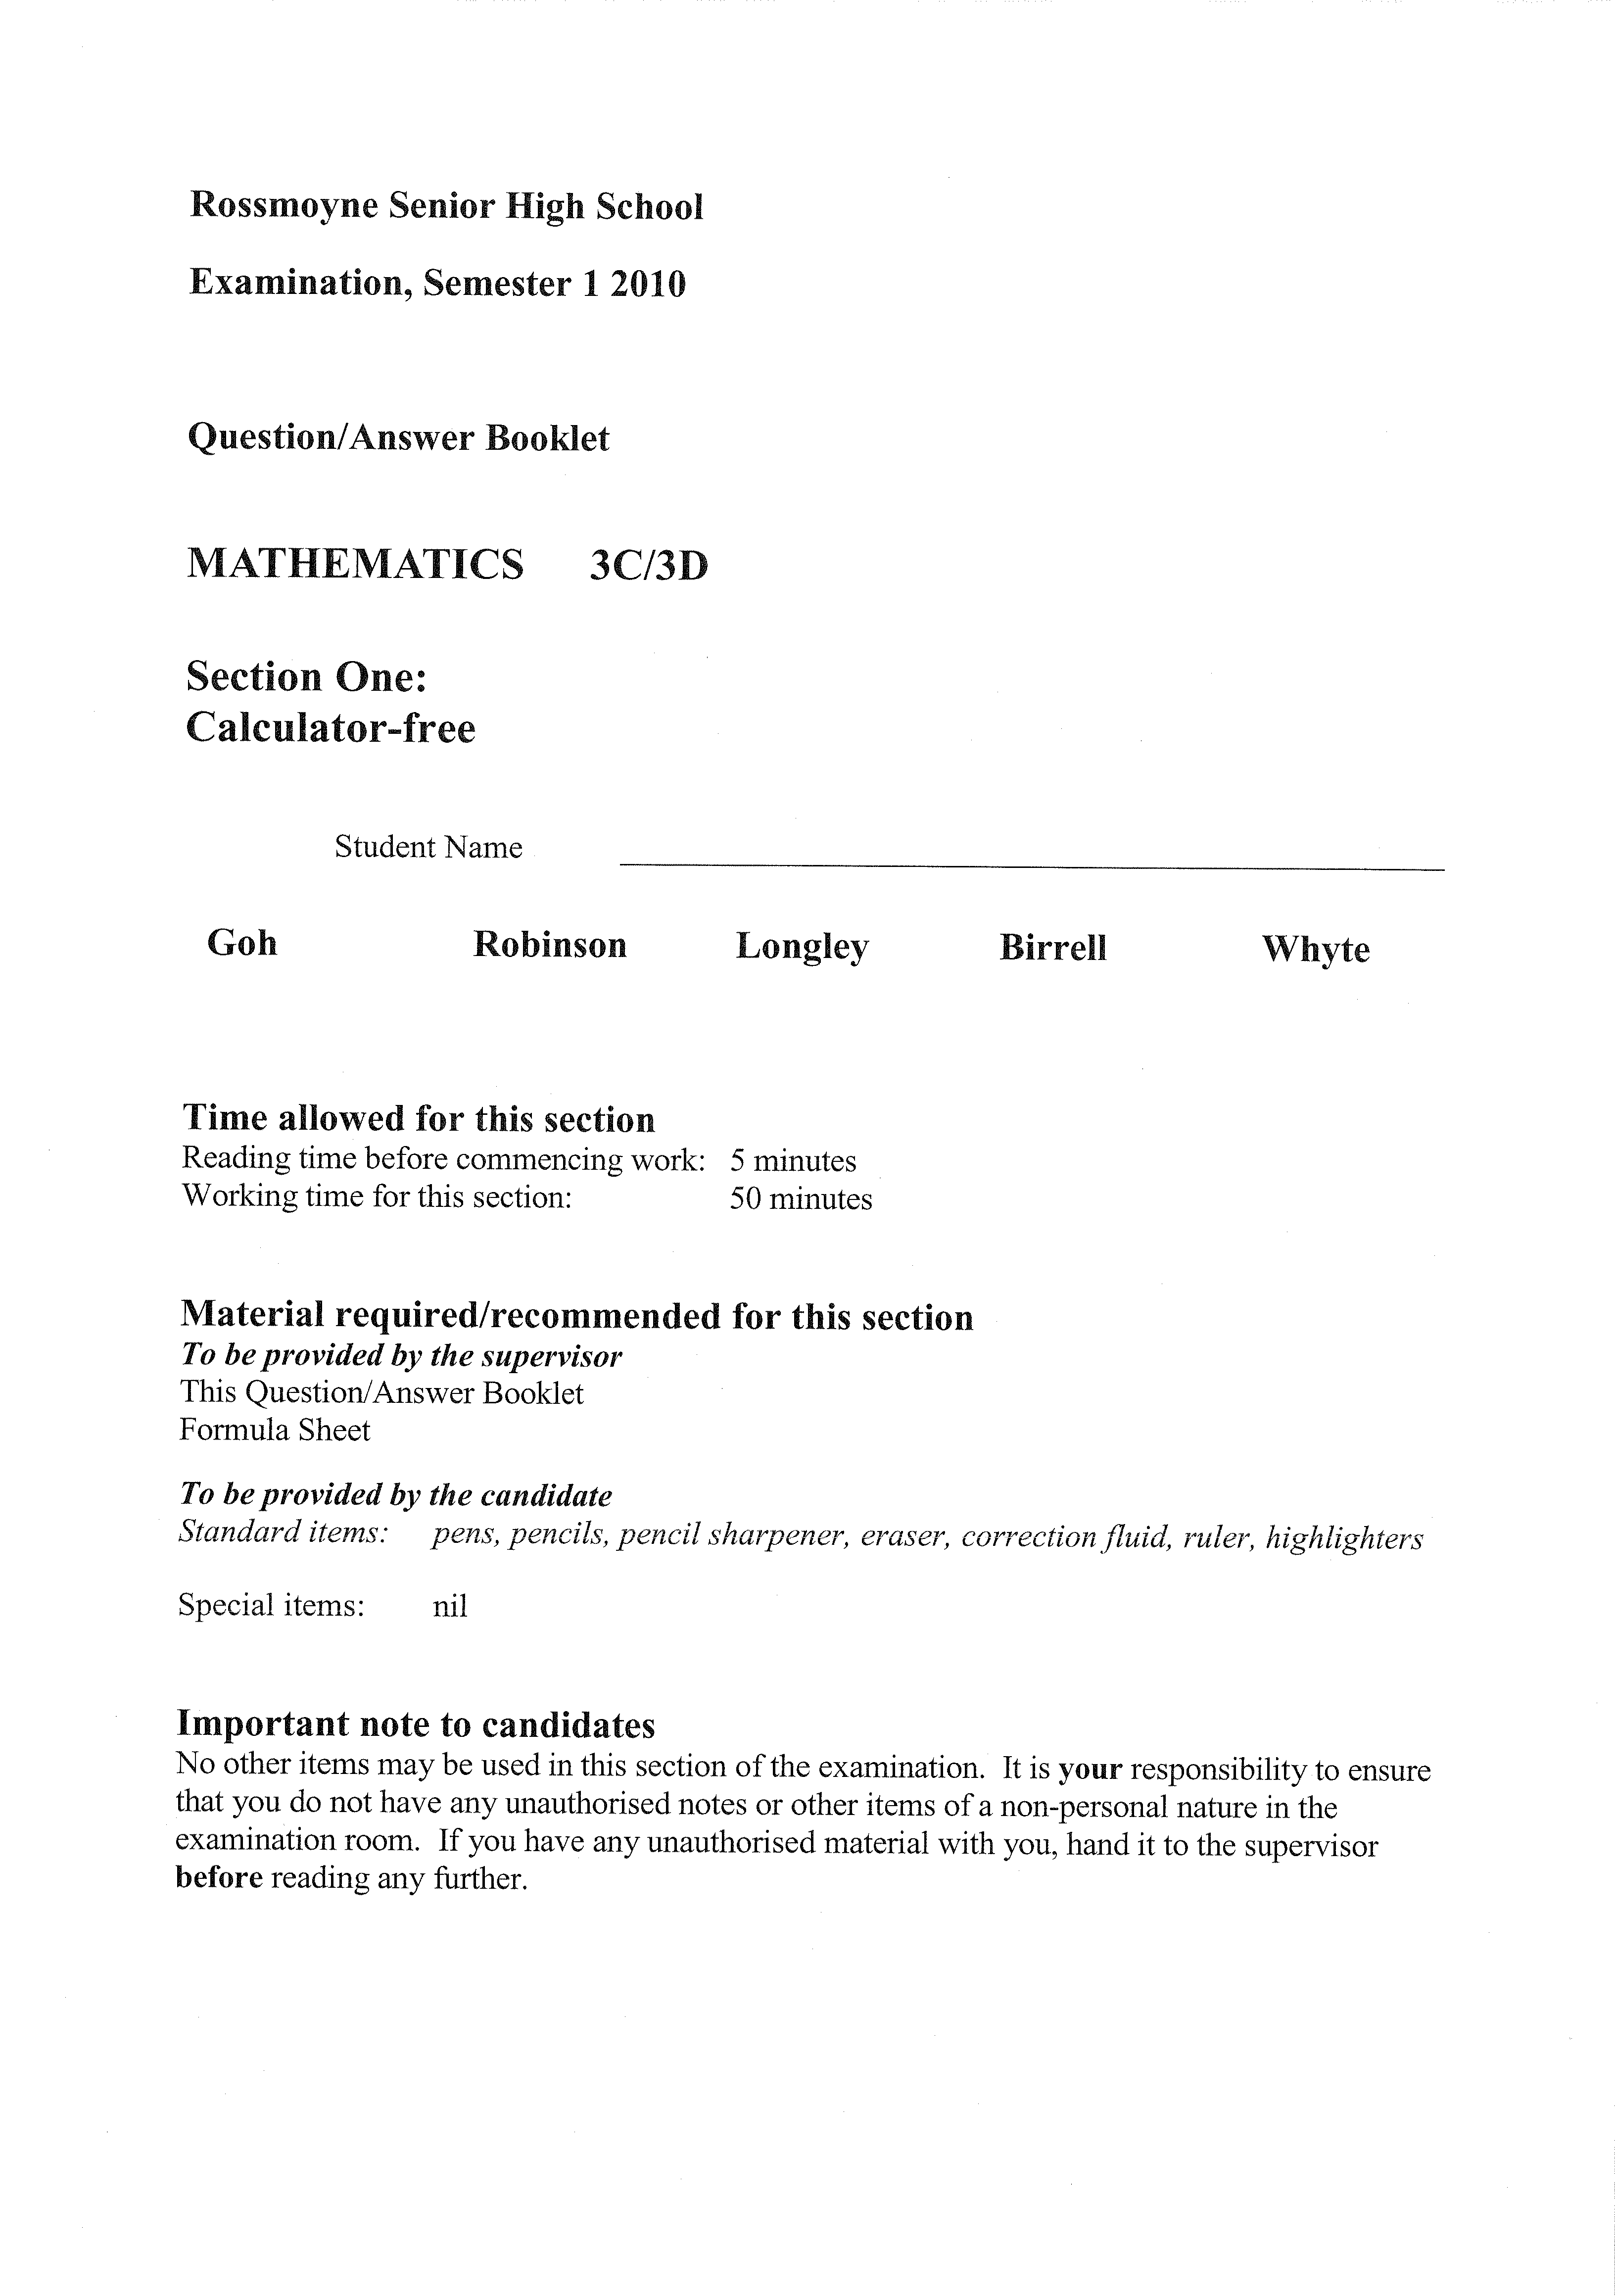 Rossmoyne Senior High School
Examination, Semester 1 2010
Question/Answer Booklet
MATHEMATICS 3C/3D
Section One:
Calculator-free
Student Name
Goh Robinson Longley Birrell Whyte
Time allowed for this section
Reading time before commencing work: 5 minutes
Working time for this section: 50 minutes
Material required/recommended for this section
To be provided by the supervisor
This Question/Answer Booklet
Formula Sheet
To be provided by the candidate
Standard items: pens, pencils, pencil sharpener, eraser, correction fluid, ruler, highlighters
Special items: nil
Important note to candidates
No other items may be used in this section of the examination. It is your responsibility to ensure
that you do not have any unauthorised notes or other items of a non-personal nature in the
examination room. If you have any unauthorised material with you, hand it to the supervisor
before reading any further.